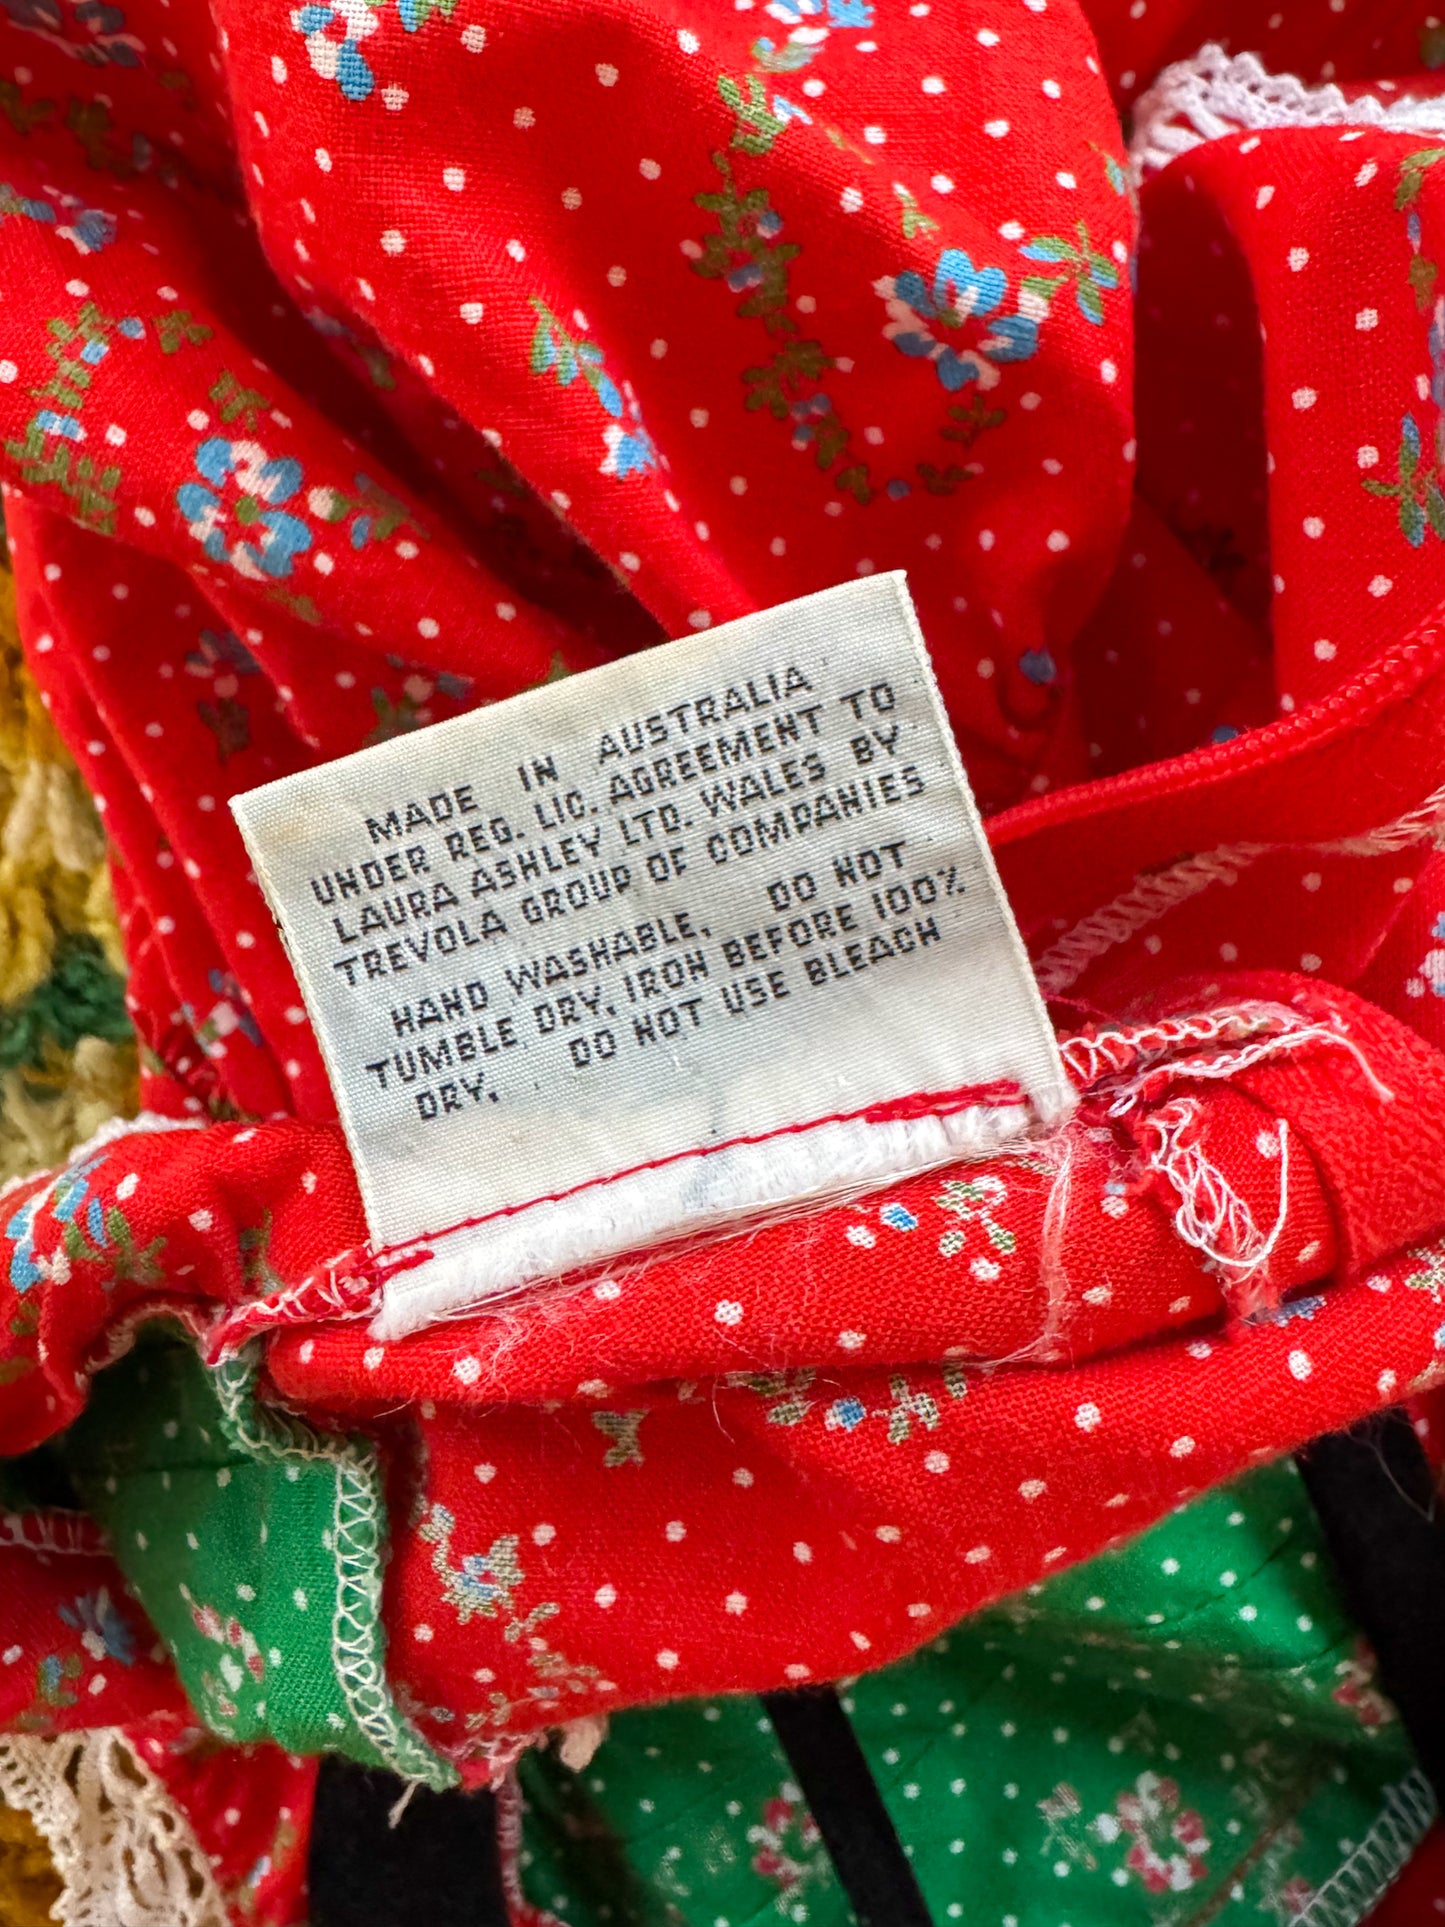 MADE IN AUSTRALIA
UNDER REG. LIC. AGREEMENT TO
LAURA ASHLEY LTD. WALES BY
TREVOLA GROUP OF COMPANIES
HAND WASHABLE. DO NOT
TUMBLE DRY. IRON BEFORE 100%
DRY. DO NOT USE BLEACH